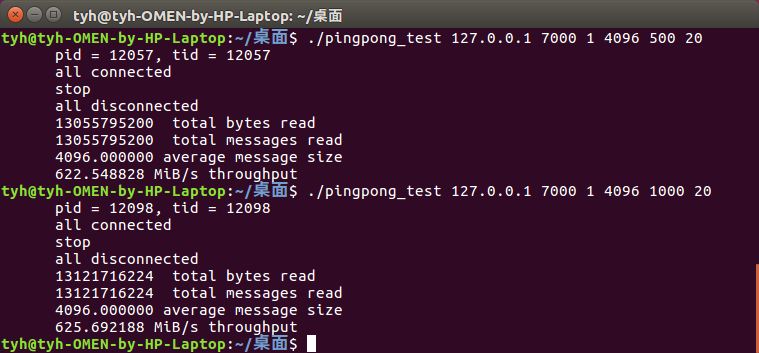 tyh@tyh-OMEN-by-HP-Laptop: ~/桌面
tyh@tyh-OMEN-by-HP-Laptop:~/桌面$ ./pingpong_test 127.0.0.1 7000 1 4096 500 20
pid = 12057, tid = 12057
all connected
stop
all disconnected
13055795200  total bytes read
13055795200  total messages read
4096.000000 average message size
622.548828 MiB/s throughput
tyh@tyh-OMEN-by-HP-Laptop:~/桌面$ ./pingpong_test 127.0.0.1 7000 1 4096 1000 20
pid = 12098, tid = 12098
all connected
stop
all disconnected
13121716224  total bytes read
13121716224  total messages read
4096.000000 average message size
625.692188 MiB/s throughput
tyh@tyh-OMEN-by-HP-Laptop:~/桌面$